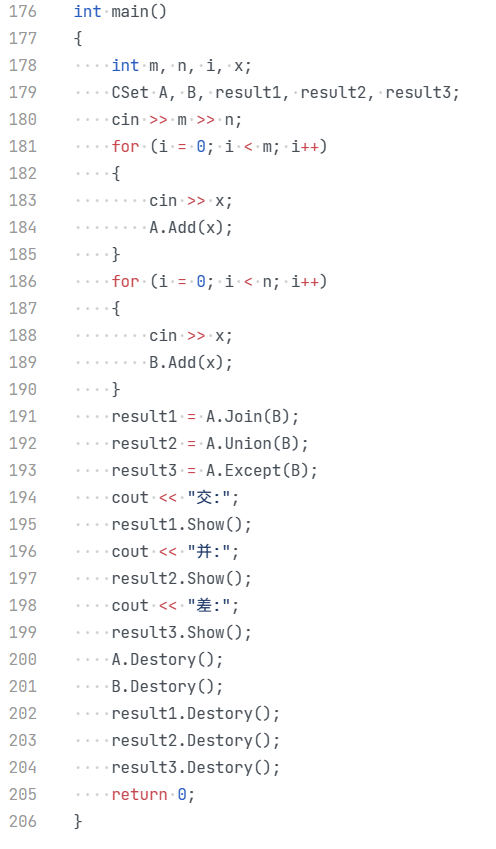 176 int main()
177 {
178 ····int m, n, i, x;
179 ····CSet A, B, result1, result2, result3;
180 ····cin >> m >> n;
181 ····for (i = 0; i < m; i++)
182 ····{
183 ········cin >> x;
184 ········A.Add(x);
185 ····}
186 ····for (i = 0; i < n; i++)
187 ····{
188 ········cin >> x;
189 ········B.Add(x);
190 ····}
191 ····result1 = A.Join(B);
192 ····result2 = A.Union(B);
193 ····result3 = A.Except(B);
194 ····cout << "交:";
195 ····result1.Show();
196 ····cout << "并:";
197 ····result2.Show();
198 ····cout << "差:";
199 ····result3.Show();
200 ····A.Destory();
201 ····B.Destory();
202 ····result1.Destory();
203 ····result2.Destory();
204 ····result3.Destory();
205 ····return 0;
206 }